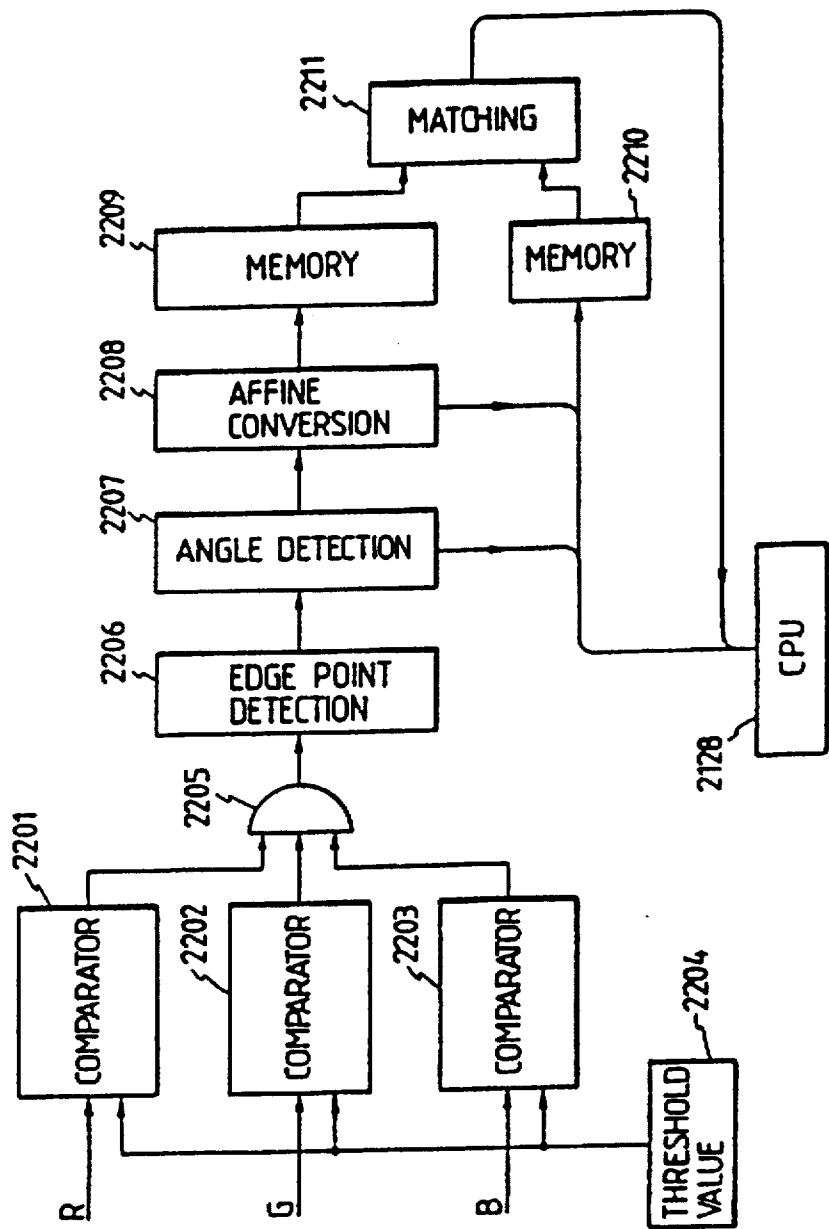 R
COMPARATOR
2201
G
COMPARATOR
2202
B
COMPARATOR
2203
THRESHOLD
VALUE
2204
2205
EDGE POINT
DETECTION
2206
ANGLE DETECTION
2207
AFFINE
CONVERSION
2208
MEMORY
2209
MEMORY
2210
MATCHING
2211
CPU
2128